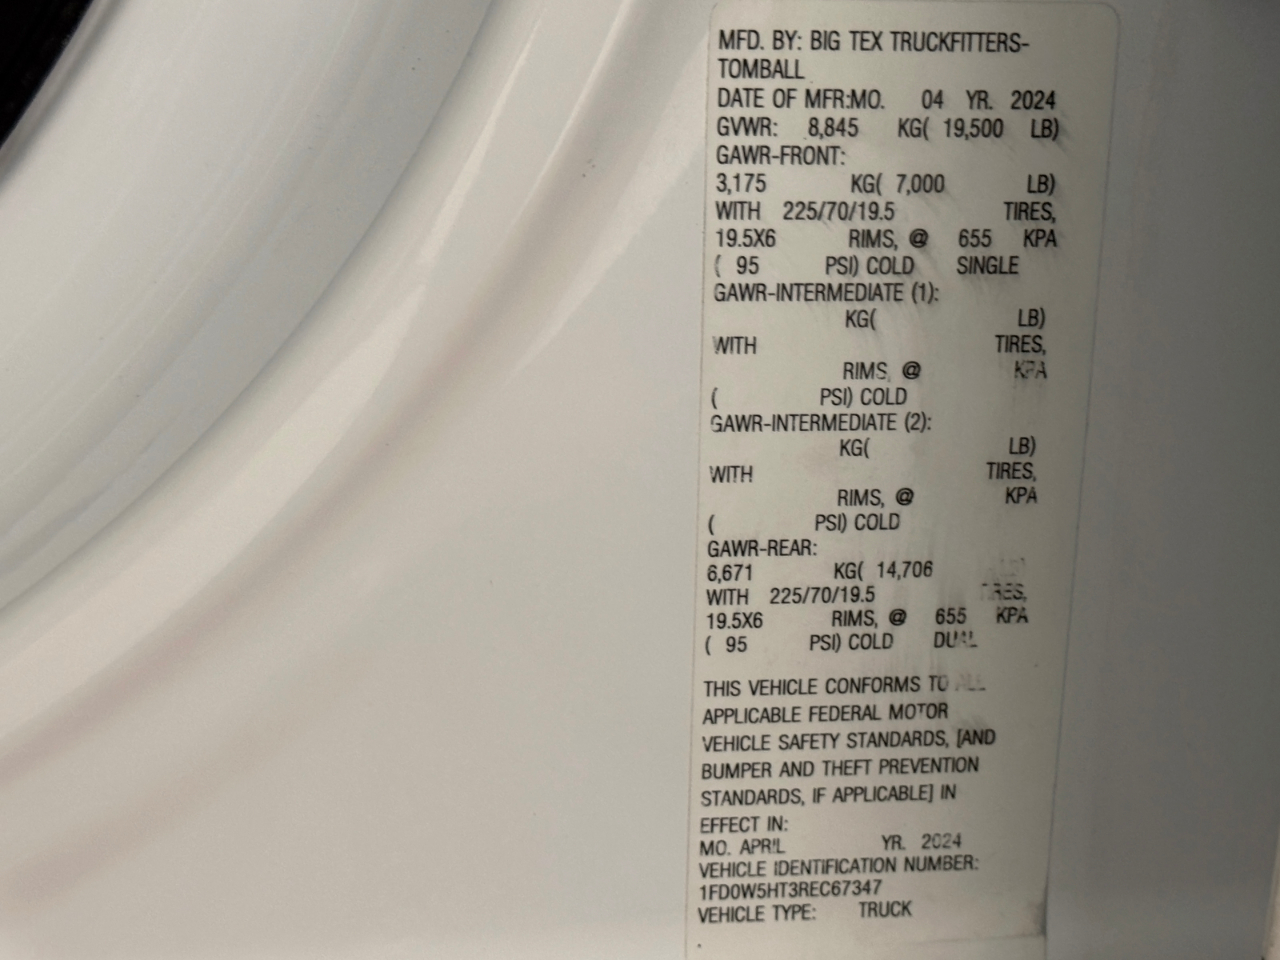 MFD. BY: BIG TEX TRUCKFITTERS-
TOMBALL
DATE OF MFR:MO. 04 YR. 2024
GVWR: 8,845 KG( 19,500 LB)
GAWR-FRONT:
3,175 KG( 7,000 LB)
WITH 225/70/19.5 TIRES,
19.5X6 RIMS, @ 655 KPA
( 95 PSI) COLD SINGLE
GAWR-INTERMEDIATE (1):
KG( LB)
WITH TIRES,
RIMS, @ KPA
( PSI) COLD
GAWR-INTERMEDIATE (2):
KG( LB)
WITH TIRES,
RIMS, @ KPA
( PSI) COLD
GAWR-REAR:
6,671 KG( 14,706 LB)
WITH 225/70/19.5 TIRES,
19.5X6 RIMS, @ 655 KPA
( 95 PSI) COLD DUAL
THIS VEHICLE CONFORMS TO ALL
APPLICABLE FEDERAL MOTOR
VEHICLE SAFETY STANDARDS, [AND
BUMPER AND THEFT PREVENTION
STANDARDS, IF APPLICABLE] IN
EFFECT IN:
MO. APRIL YR. 2024
VEHICLE IDENTIFICATION NUMBER:
1FD0W5HT3REC67347
VEHICLE TYPE: TRUCK